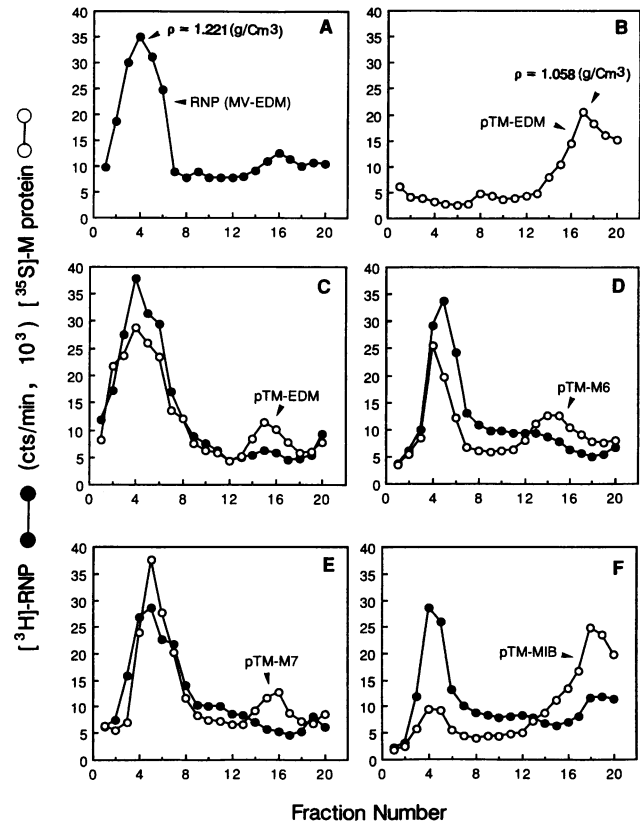 A
ρ = 1.221 (g/Cm3)
RNP (MV-EDM)
40
35
30
25
20
15
10
5
0
0 4 8 12 16 20
B
ρ = 1.058 (g/Cm3)
pTM-EDM
40
35
30
25
20
15
10
5
0
0 4 8 12 16 20
C
pTM-EDM
40
35
30
25
20
15
10
5
0
0 4 8 12 16 20
D
pTM-M6
40
35
30
25
20
15
10
5
0
0 4 8 12 16 20
E
pTM-M7
40
35
30
25
20
15
10
5
0
0 4 8 12 16 20
F
pTM-MIB
40
35
30
25
20
15
10
5
0
0 4 8 12 16 20
[3H]-RNP (cts/min, 103) [35S]-M protein
Fraction Number